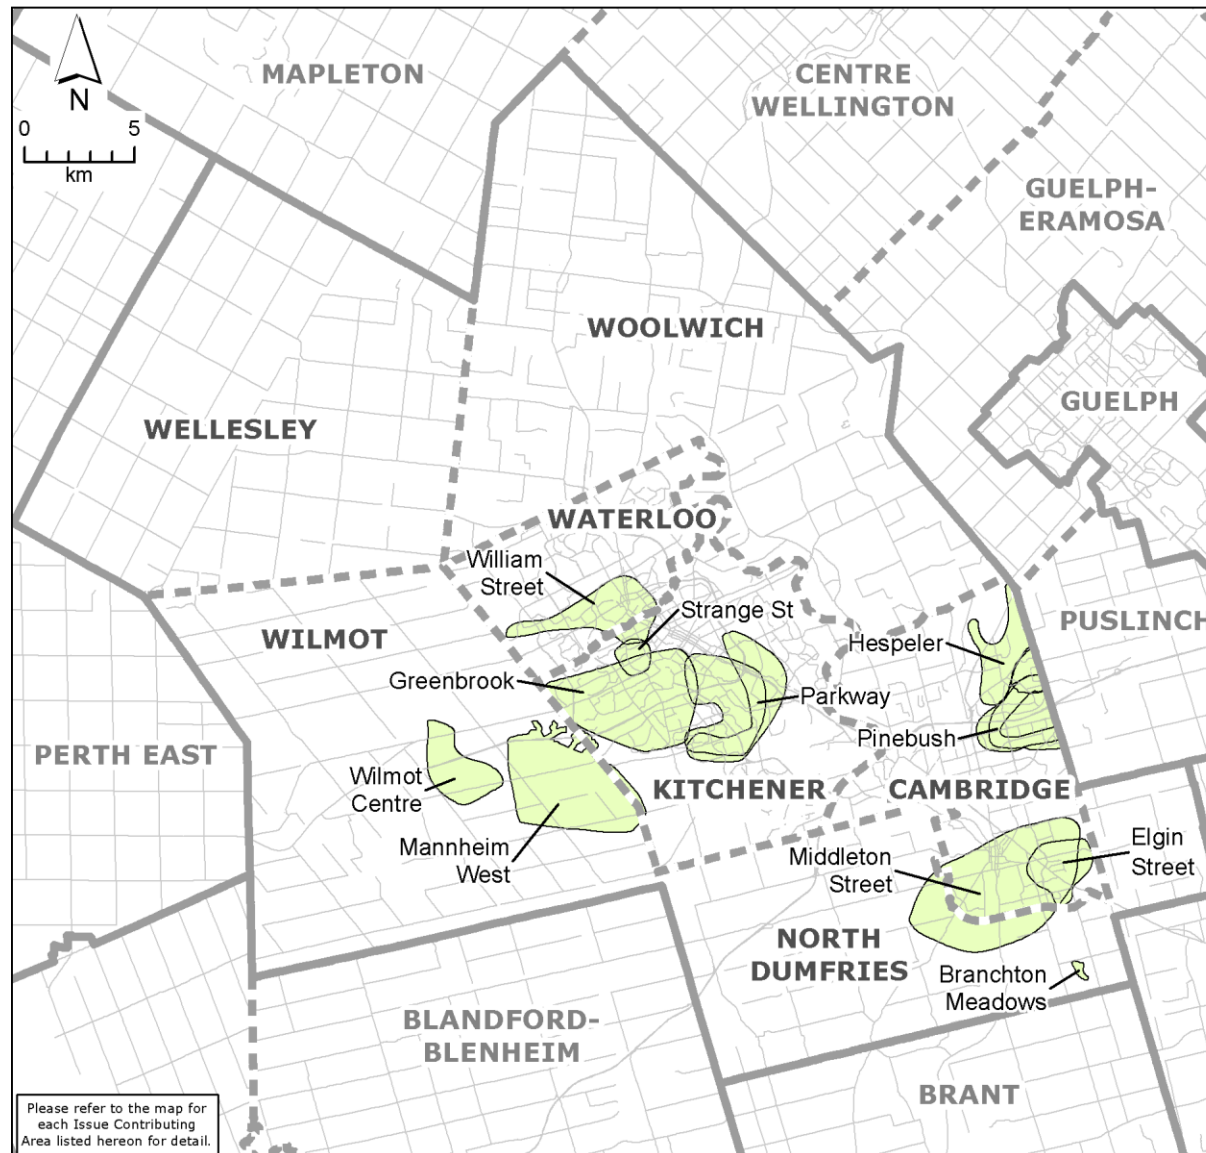 MAPLETON
CENTRE
WELLINGTON
N
0 5
km
GUELPH-
ERAMOSA
WOOLWICH
GUELPH
WELLESLEY
WATERLOO
William
Street
Strange St
PUSLINCH
WILMOT
Hespeler
Greenbrook
Parkway
Pinebush
PERTH EAST
Wilmot
Centre
KITCHENER
CAMBRIDGE
Mannheim
West
Middleton
Street
Elgin
Street
NORTH
DUMFRIES
Branchton
Meadows
BLANDFORD-
BLENHEIM
BRANT
Please refer to the map for
each Issue Contributing
Area listed hereon for detail.